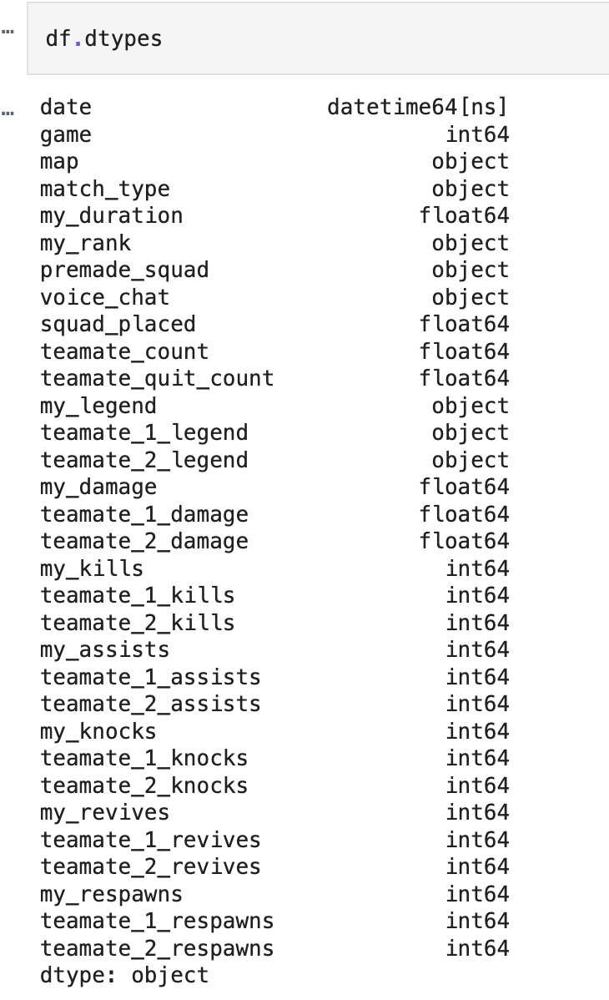 df.dtypes
date datetime64[ns]
game int64
map object
match_type object
my_duration float64
my_rank object
premade_squad object
voice_chat object
squad_placed float64
teamate_count float64
teamate_quit_count float64
my_legend object
teamate_1_legend object
teamate_2_legend object
my_damage float64
teamate_1_damage float64
teamate_2_damage float64
my_kills int64
teamate_1_kills int64
teamate_2_kills int64
my_assists int64
teamate_1_assists int64
teamate_2_assists int64
my_knocks int64
teamate_1_knocks int64
teamate_2_knocks int64
my_revives int64
teamate_1_revives int64
teamate_2_revives int64
my_respawns int64
teamate_1_respawns int64
teamate_2_respawns int64
dtype: object